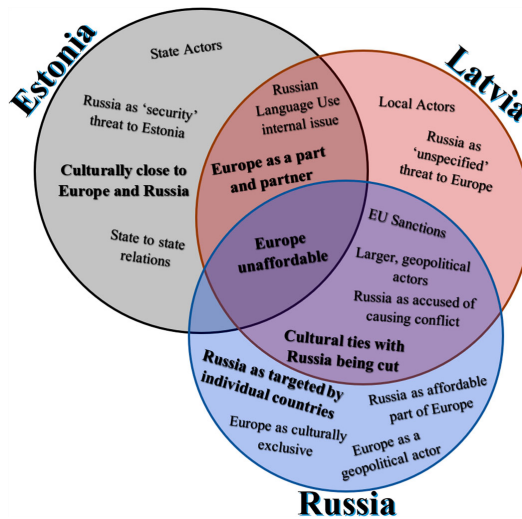 Estonia
Latvia
State Actors
Russia as ‘security’
threat to Estonia
Culturally close to
Europe and Russia
State to state
relations
Russian
Language Use
internal issue
Europe as a part
and partner
Local Actors
Russia as
‘unspecified’
threat to Europe
Europe
unaffordable
EU Sanctions
Larger, geopolitical
actors
Russia as accused of
causing conflict
Cultural ties with
Russia being cut
Russia as targeted by
individual countries
Russia as affordable
part of Europe
Europe as culturally
exclusive
Europe as a
geopolitical actor
Russia